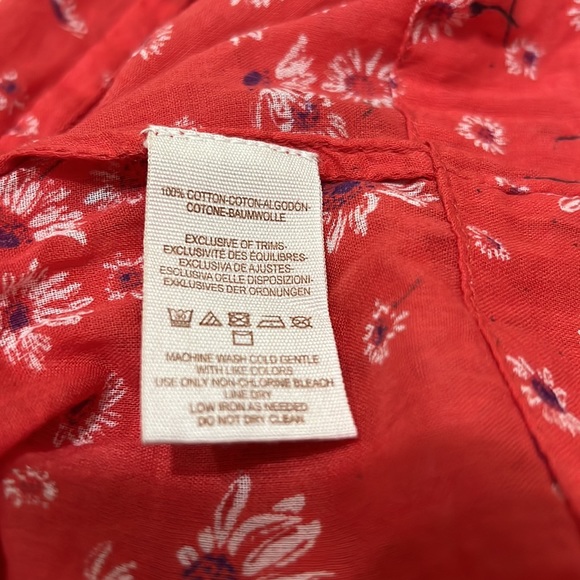 100% COTTON-COTON-ALGODÓN-
COTONE-BAUMWOLLE
EXCLUSIVE OF TRIMS-
EXCLUSIVITÉ DES ÉQUILIBRES-
EXCLUSIVA DE AJUSTES-
ESCLUSIVA DELLE DISPOSIZIONI-
EXKLUSIVES DER ORDNUNGEN
MACHINE WASH COLD GENTLE
WITH LIKE COLORS
USE ONLY NON-CHLORINE BLEACH
LINE DRY
LOW IRON AS NEEDED
DO NOT DRY CLEAN